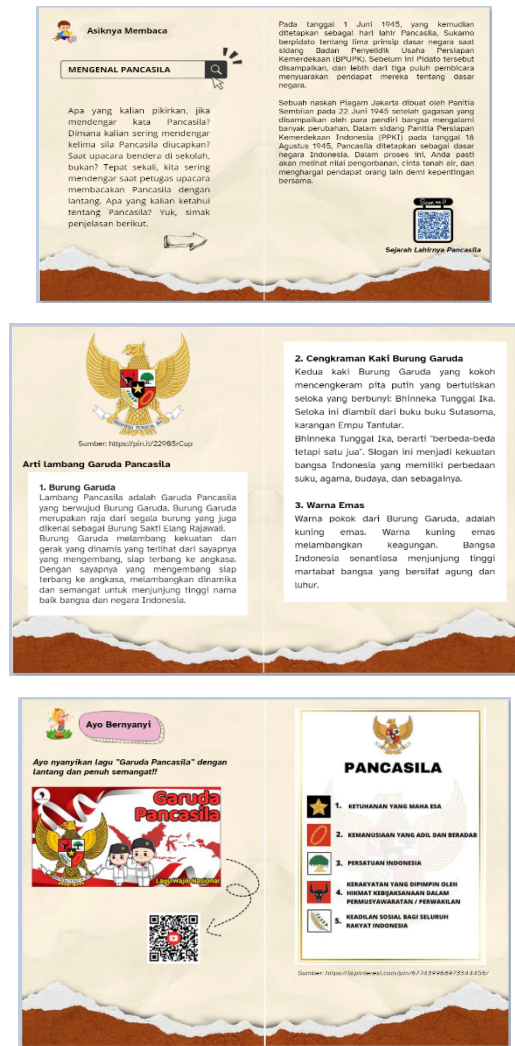 Asiknya Membaca
MENGENAL PANCASILA
Apa yang kalian pikirkan, jika
mendengar kata Pancasila?
Dimana kalian sering mendengar
kelima sila Pancasila diucapkan?
Saat upacara bendera di sekolah,
bukan? Tepat sekali, kita sering
mendengar saat petugas upacara
membacakan Pancasila dengan
lantang. Apa yang kalian ketahui
tentang Pancasila? Yuk, simak
penjelasan berikut.
Pada tanggal 1 Juni 1945, yang kemudian
ditetapkan sebagai hari lahir Pancasila, Sukarno
berpidato tentang lima prinsip dasar negara saat
sidang Badan Penyelidik Usaha Persiapan
Kemerdekaan (BPUPK). Sebelum ini Pidato tersebut
disampaikan, dan lebih dari tiga puluh pembicara
menyuarakan pendapat mereka tentang dasar
negara.
Sebuah naskah Piagam Jakarta dibuat oleh Panitia
Sembilan pada 22 Juni 1945 setelah gagasan yang
disampaikan oleh para pendiri bangsa mengalami
banyak perubahan. Dalam sidang Panitia Persiapan
Kemerdekaan Indonesia (PPKI) pada tanggal 18
Agustus 1945, Pancasila ditetapkan sebagai dasar
negara Indonesia. Dalam proses ini, Anda pasti
akan melihat nilai pengorbanan, cinta tanah air, dan
menghargai pendapat orang lain demi kepentingan
bersama.
Sejarah Lahirnya Pancasila
BHINNEKA TUNGGAL IKA
Sumber: https://pin.it/22905rCup
Arti lambang Garuda Pancasila
1. Burung Garuda
Lambang Pancasila adalah Garuda Pancasila
yang berwujud Burung Garuda. Burung Garuda
merupakan raja dari segala burung yang juga
dikenal sebagai Burung Sakti Elang Rajawali.
Burung Garuda melambang kekuatan dan
gerak yang dinamis yang terlihat dari sayapnya
yang mengembang, siap terbang ke angkasa.
Dengan sayapnya yang mengembang siap
terbang ke angkasa, melambangkan dinamika
dan semangat untuk menjunjung tinggi nama
baik bangsa dan negara Indonesia.
2. Cengkraman Kaki Burung Garuda
Kedua kaki Burung Garuda yang kokoh
mencengkeram pita putih yang bertuliskan
seloka yang berbunyi: Bhinneka Tunggal Ika.
Seloka ini diambil dari buku buku Sutasoma,
karangan Empu Tantular.
Bhinneka Tunggal Ika, berarti "berbeda-beda
tetapi satu jua". Slogan ini menjadi kekuatan
bangsa Indonesia yang memiliki perbedaan
suku, agama, budaya, dan sebagainya.
3. Warna Emas
Warna pokok dari Burung Garuda, adalah
kuning emas. Warna kuning emas
melambangkan keagungan. Bangsa
Indonesia senantiasa menjunjung tinggi
martabat bangsa yang bersifat agung dan
luhur.
Ayo Bernyanyi
Ayo nyanyikan lagu "Garuda Pancasila" dengan
lantang dan penuh semangat!!
Garuda
Pancasila
Lagu Wajib Nasional
PANCASILA
1. KETUHANAN YANG MAHA ESA
2. KEMANUSIAAN YANG ADIL DAN BERADAB
3. PERSATUAN INDONESIA
4. KERAKYATAN YANG DIPIMPIN OLEH
HIKMAT KEBIJAKSANAAN DALAM
PERMUSYAWARATAN / PERWAKILAN
5. KEADILAN SOSIAL BAGI SELURUH
RAKYAT INDONESIA
Sumber: https://id.pinterest.com/pin/677439968973344456/